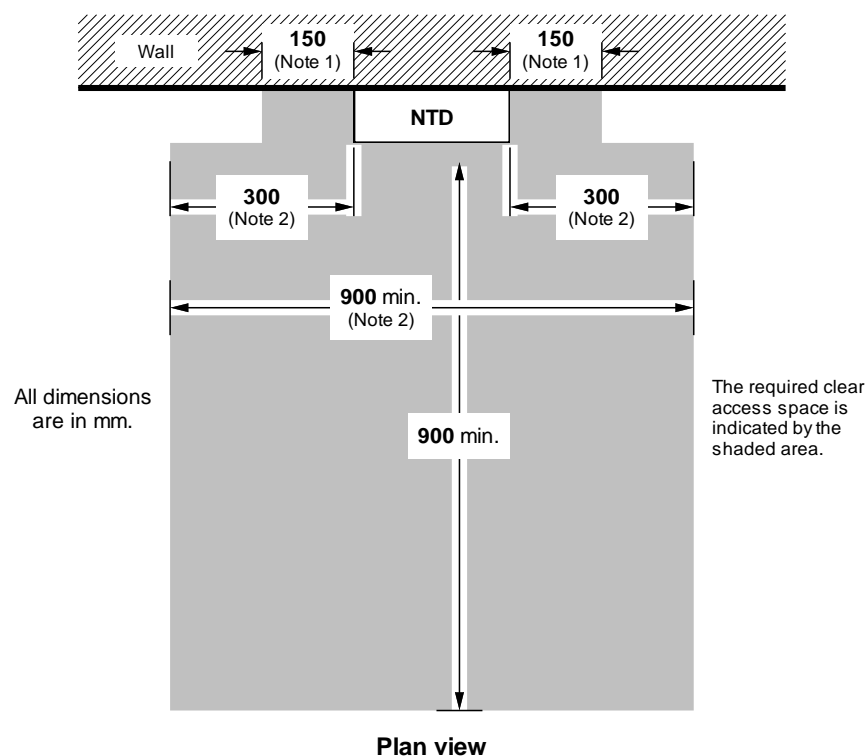 Wall
150
(Note 1)
150
(Note 1)
NTD
300
(Note 2)
300
(Note 2)
900 min.
(Note 2)
All dimensions
are in mm.
The required clear
access space is
indicated by the
shaded area.
900 min.
Plan view